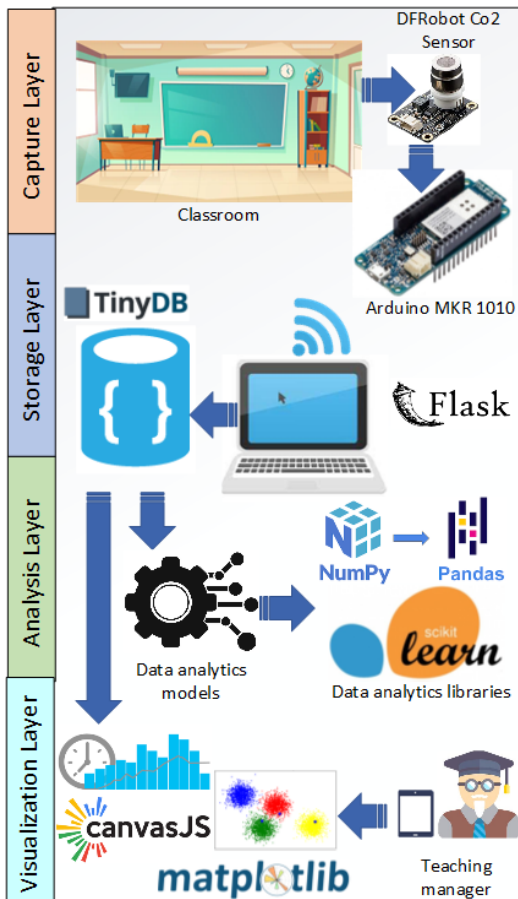 Capture Layer
DFRobot Co2
Sensor
Classroom
Arduino MKR 1010
Storage Layer
TinyDB
{ }
Flask
Analysis Layer
NumPy
Pandas
Data analytics
models
scikit
learn
Data analytics libraries
Visualization Layer
canvasJS
matplotlib
Teaching
manager